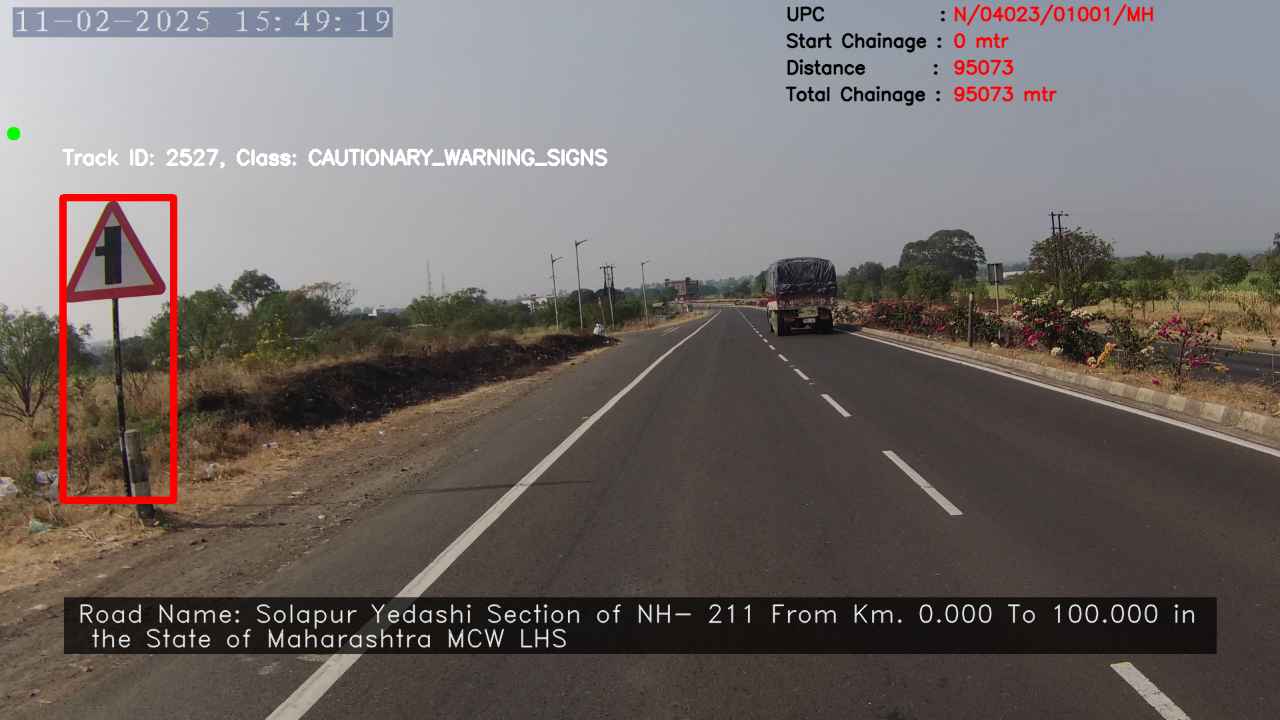 11-02-2025 15:49:19
UPC : N/04023/01001/MH
Start Chainage : 0 mtr
Distance : 95073
Total Chainage : 95073 mtr
Track ID: 2527, Class: CAUTIONARY_WARNING_SIGNS
Road Name: Solapur Yedashi Section of NH- 211 From Km. 0.000 To 100.000 in
the State of Maharashtra MCW LHS